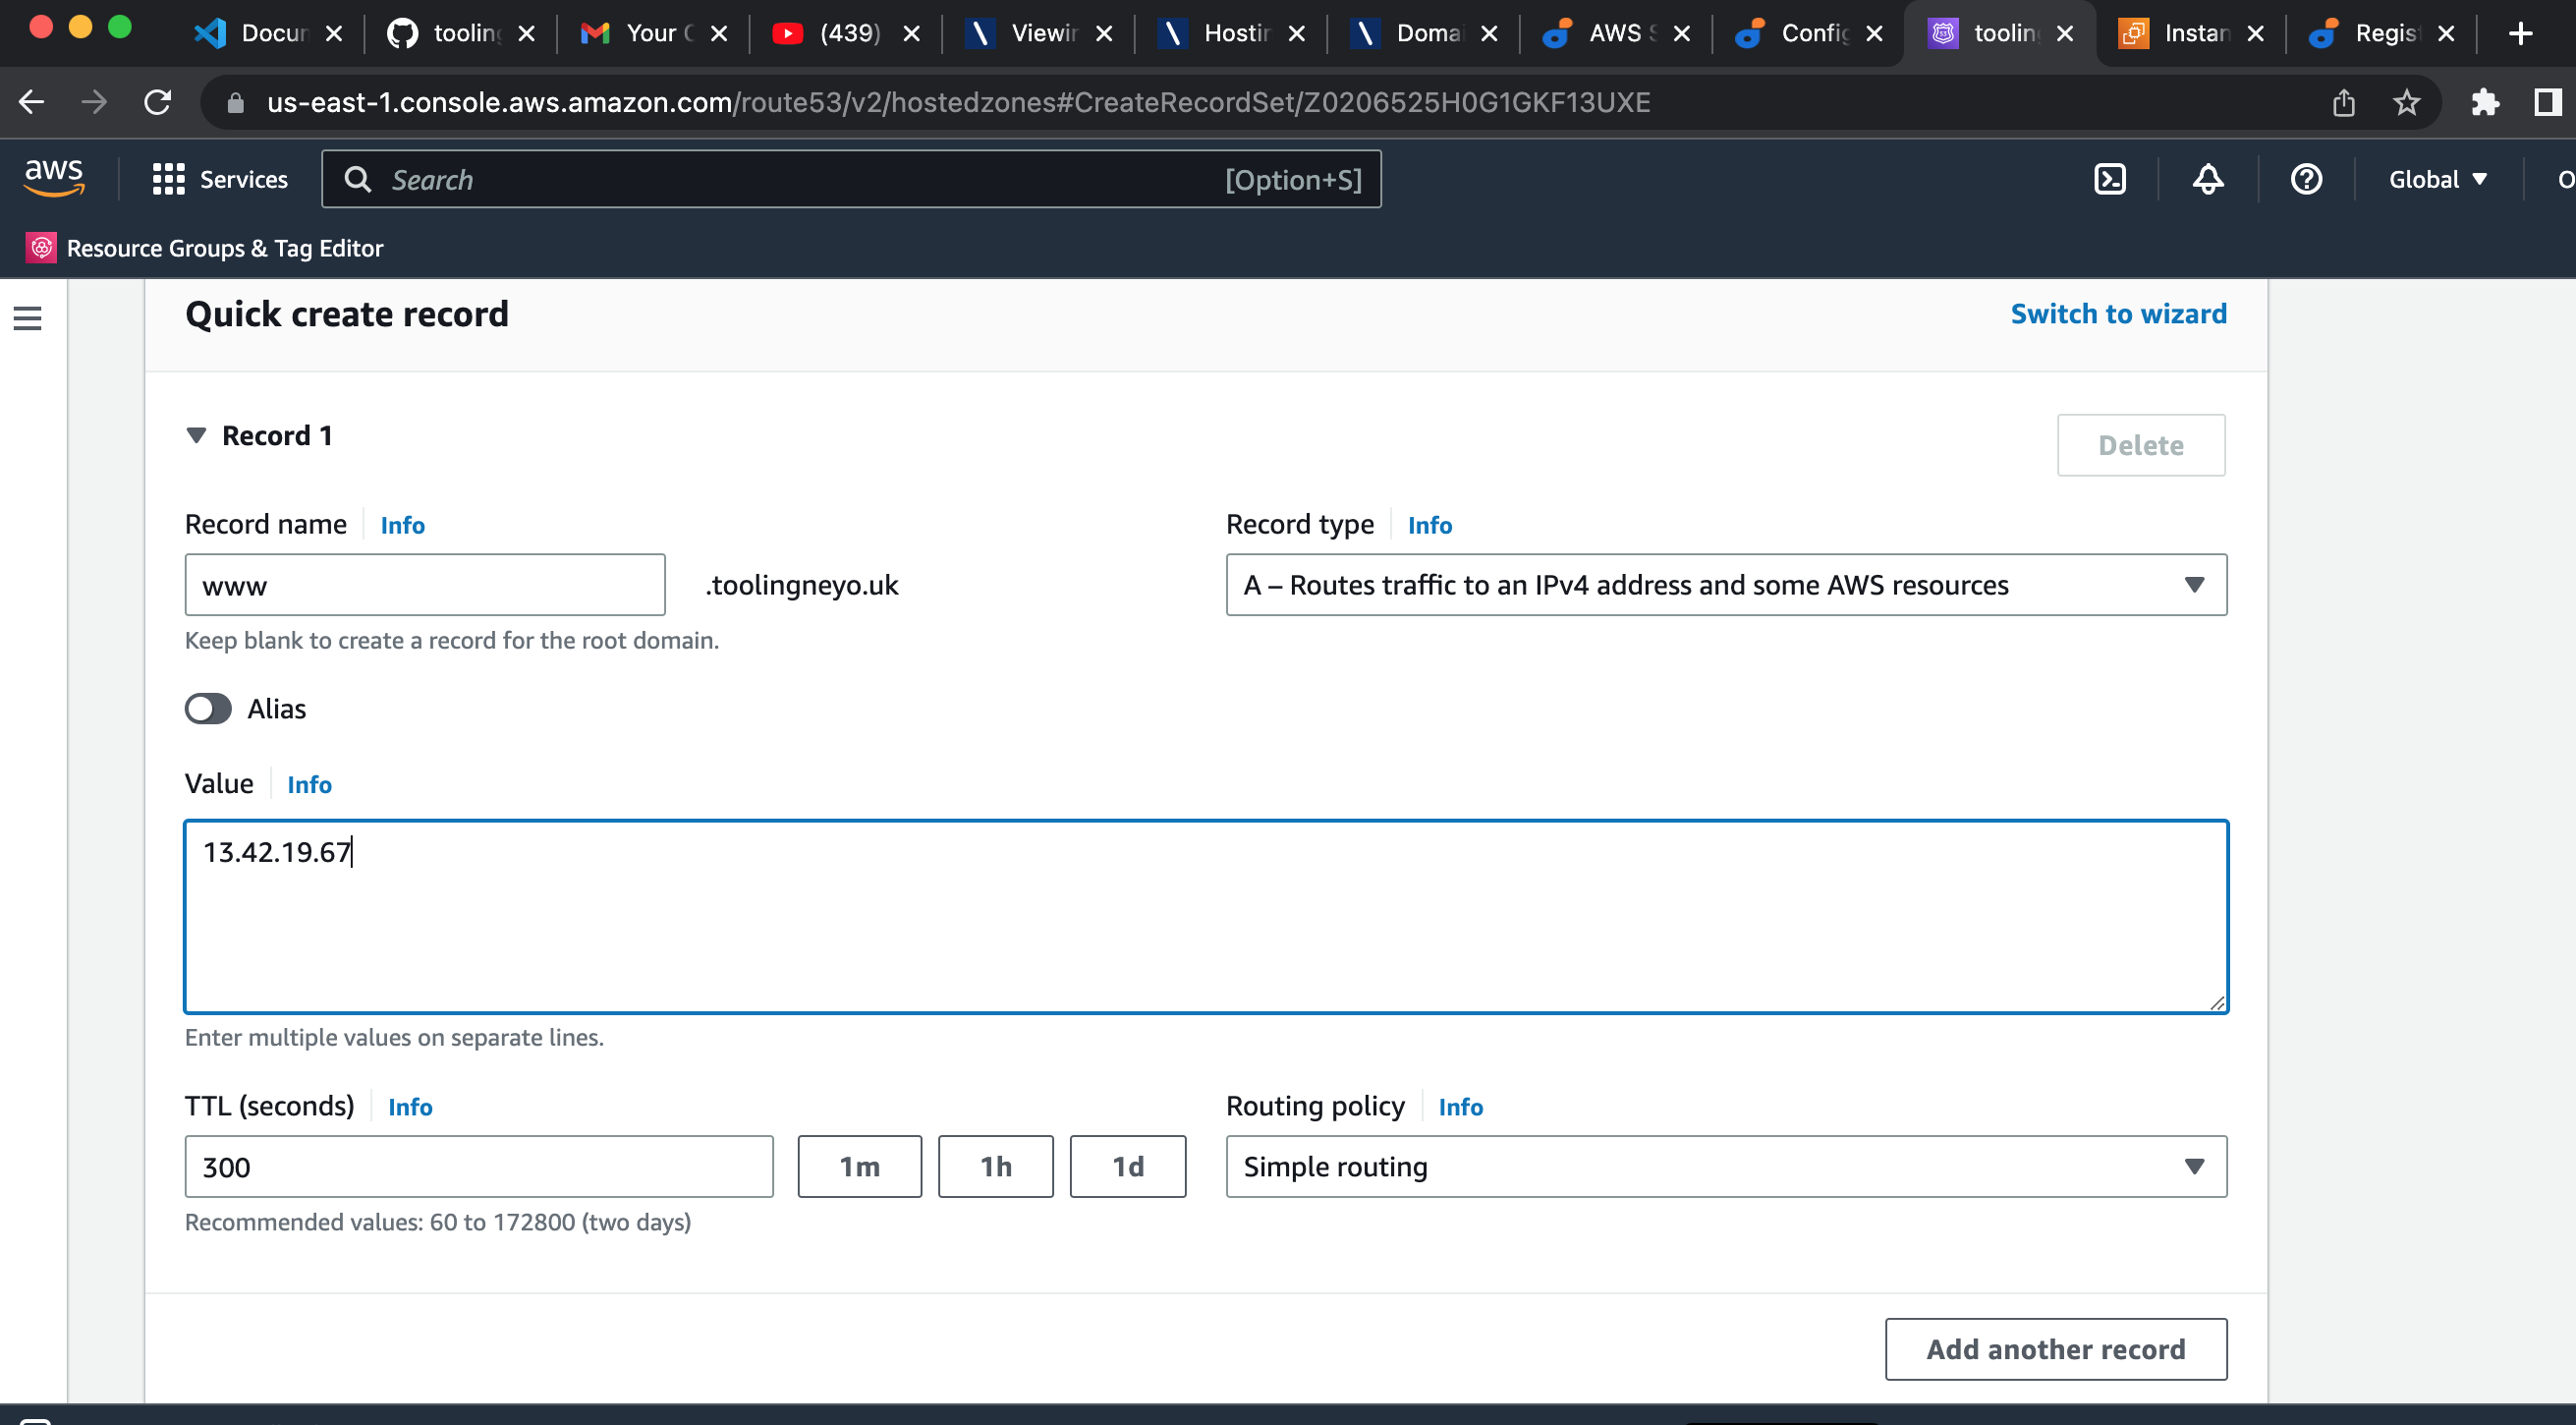 Docun toolin Your C (439) Viewin Hostin Domai AWS S Config toolin Instan Regist
us-east-1.console.aws.amazon.com/route53/v2/hostedzones#CreateRecordSet/Z0206525H0G1GKF13UXE
aws Services Search [Option+S] Global
Resource Groups & Tag Editor
Quick create record Switch to wizard
Record 1 Delete
Record name Info Record type Info
www .toolingneyo.uk A – Routes traffic to an IPv4 address and some AWS resources
Keep blank to create a record for the root domain.
Alias
Value Info
13.42.19.67
Enter multiple values on separate lines.
TTL (seconds) Info Routing policy Info
300 1m 1h 1d Simple routing
Recommended values: 60 to 172800 (two days)
Add another record